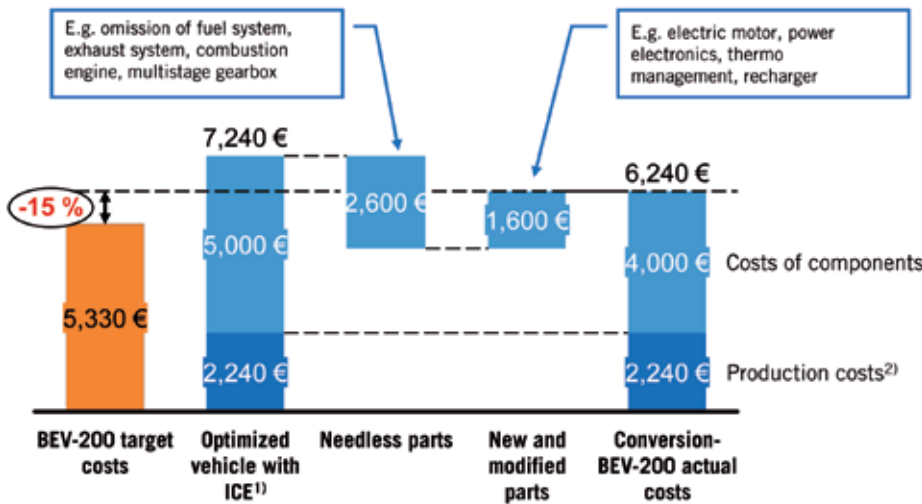 E.g. omission of fuel system,
exhaust system, combustion
engine, multistage gearbox
E.g. electric motor, power
electronics, thermo
management, recharger
7,240 €
6,240 €
-15 %
2,600 €
1,600 €
5,000 €
4,000 €
Costs of components
5,330 €
2,240 €
2,240 €
Production costs2)
BEV-200 target
costs
Optimized
vehicle with
ICE1)
Needless parts
New and
modified
parts
Conversion-
BEV-200 actual
costs